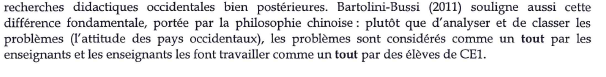 recherches didactiques occidentales bien postérieures. Bartolini-Bussi (2011) souligne aussi cette
différence fondamentale, portée par la philosophie chinoise : plutôt que d'analyser et de classer les
problèmes (l'attitude des pays occidentaux), les problèmes sont considérés comme un tout par les
enseignants et les enseignants les font travailler comme un tout par des élèves de CE1.